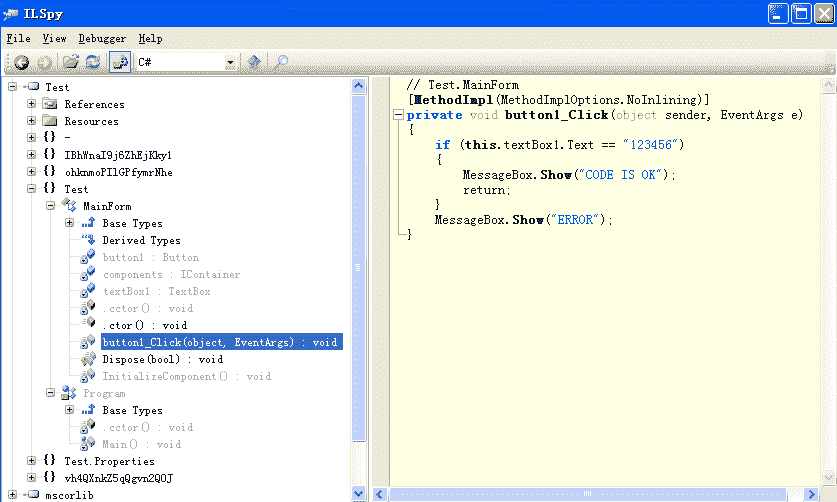 ILSpy
File View Debugger Help
C#
Test
References
Resources
-
Test
MainForm
Base Types
Derived Types
button1 : Button
components : IContainer
textBox1 : TextBox
.cctor() : void
.ctor() : void
button1_Click(object, EventArgs) : void
Dispose(bool) : void
InitializeComponent() : void
Program
Base Types
.cctor() : void
Main() : void
Test.Properties
mscorlib
// Test.MainForm
[MethodImpl(MethodImplOptions.NoInlining)]
private void button1_Click(object sender, EventArgs e)
{
if (this.textBox1.Text == "123456")
{
MessageBox.Show("CODE IS OK");
return;
}
MessageBox.Show("ERROR");
}